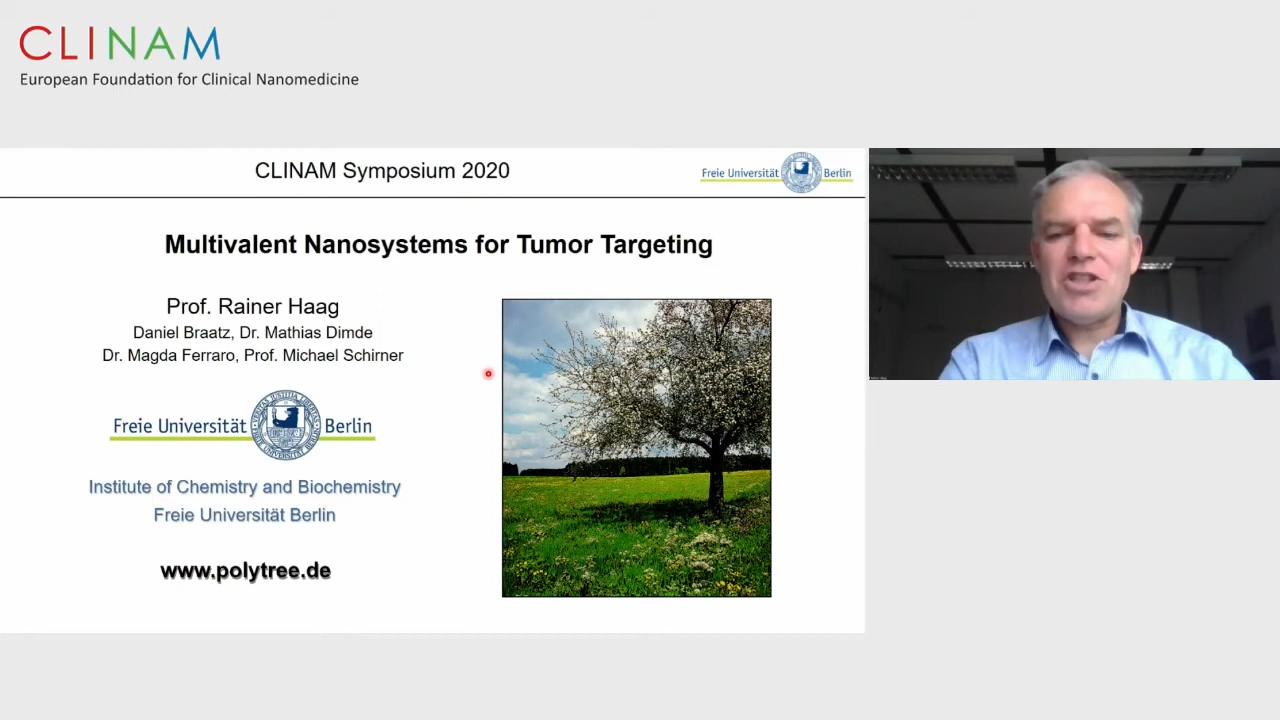 CLINAM
European Foundation for Clinical Nanomedicine
CLINAM Symposium 2020
Freie Universität Berlin
Multivalent Nanosystems for Tumor Targeting
Prof. Rainer Haag
Daniel Braatz, Dr. Mathias Dimde
Dr. Magda Ferraro, Prof. Michael Schirner
Freie Universität Berlin
Institute of Chemistry and Biochemistry
Freie Universität Berlin
www.polytree.de